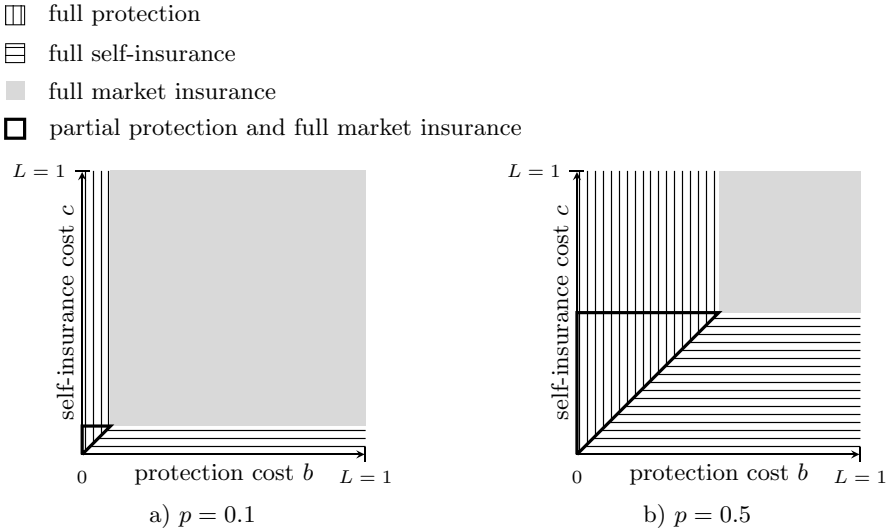 full protection
full self-insurance
full market insurance
partial protection and full market insurance
L = 1
self-insurance cost c
0
protection cost b
L = 1
a) p = 0.1
L = 1
self-insurance cost c
0
protection cost b
L = 1
b) p = 0.5